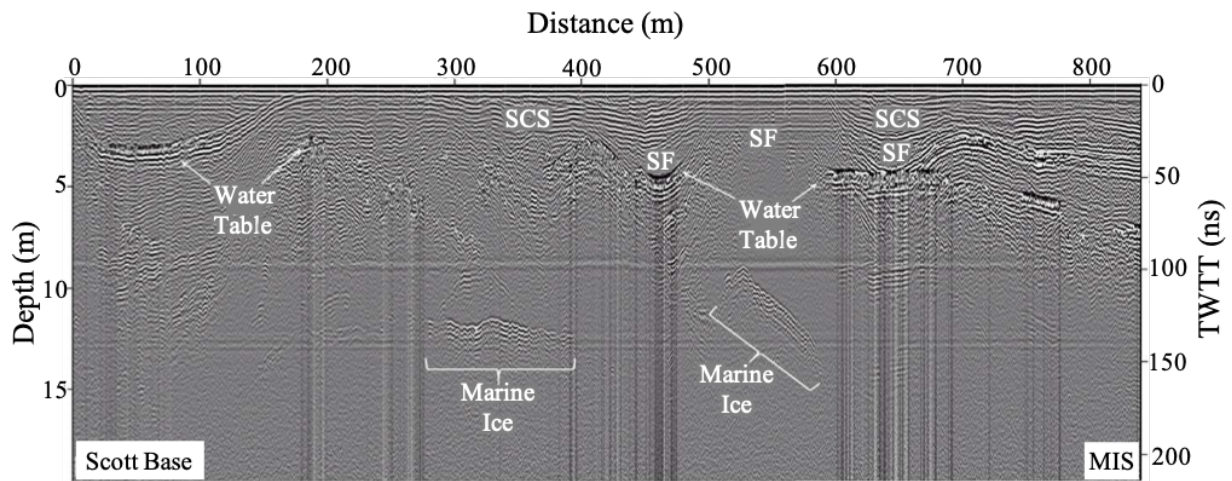 Distance (m)
0 100 200 300 400 500 600 700 800
0
5
10
15
Depth (m)
0
50
100
150
200
TWTT (ns)
SCS
SCS
SF
SF
SF
Water
Table
Water
Table
Marine
Ice
Marine
Ice
Scott Base
MIS